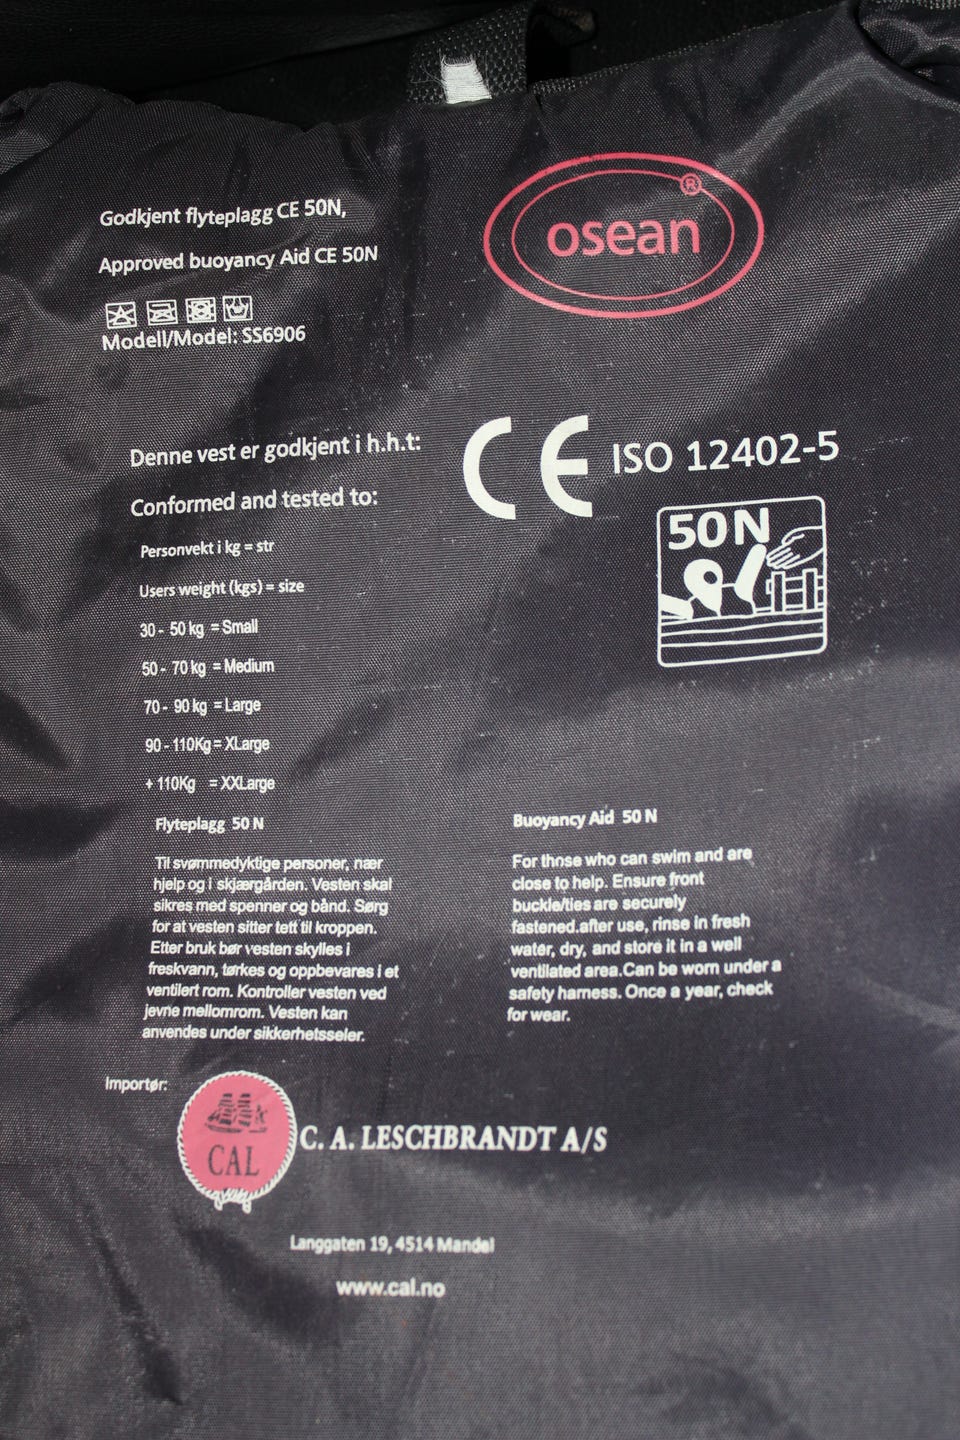 Godkjent flyteplagg CE 50N,
Approved buoyancy Aid CE 50N
Modell/Model: SS6906
osean®
Denne vest er godkjent i h.h.t:
Conformed and tested to:
CE ISO 12402-5
50N
Personvekt i kg = str
Users weight (kgs) = size
30 - 50 kg = Small
50 - 70 kg = Medium
70 - 90 kg = Large
90 - 110Kg = XLarge
+ 110Kg = XXLarge
Flyteplagg 50 N
Til svømmedyktige personer, nær
hjelp og i skjærgården. Vesten skal
sikres med spenner og bånd. Sørg
for at vesten sitter tett til kroppen.
Etter bruk bør vesten skylles i
freskvann, tørkes og oppbevares i et
ventilert rom. Kontroller vesten ved
jevne mellomrom. Vesten kan
anvendes under sikkerhetsseler.
Buoyancy Aid 50 N
For those who can swim and are
close to help. Ensure front
buckle/ties are securely
fastened.after use, rinse in fresh
water, dry, and store it in a well
ventilated area.Can be worn under a
safety harness. Once a year, check
for wear.
Importør:
CAL
C. A. LESCHBRANDT A/S
Langgaten 19, 4514 Mandal
www.cal.no